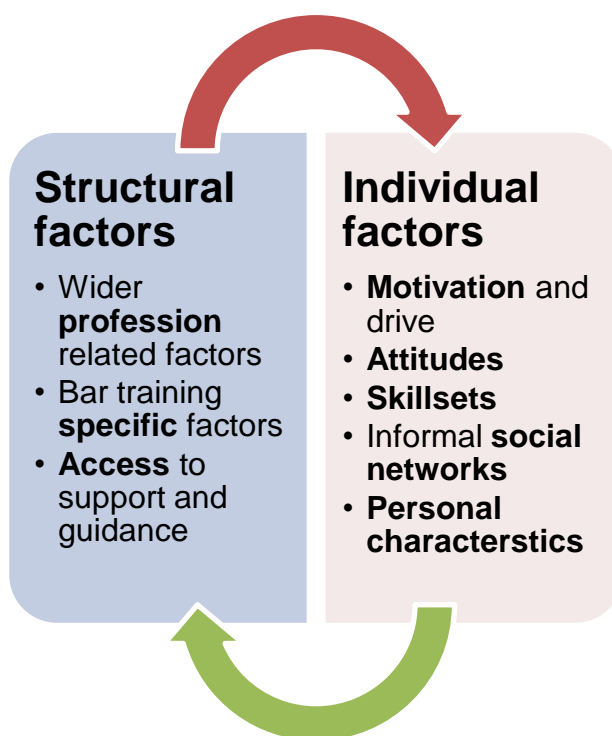 Structural
factors
• Wider
profession
related factors
• Bar training
specific factors
• Access to
support and
guidance
Individual
factors
• Motivation and
drive
• Attitudes
• Skillsets
• Informal social
networks
• Personal
characterstics